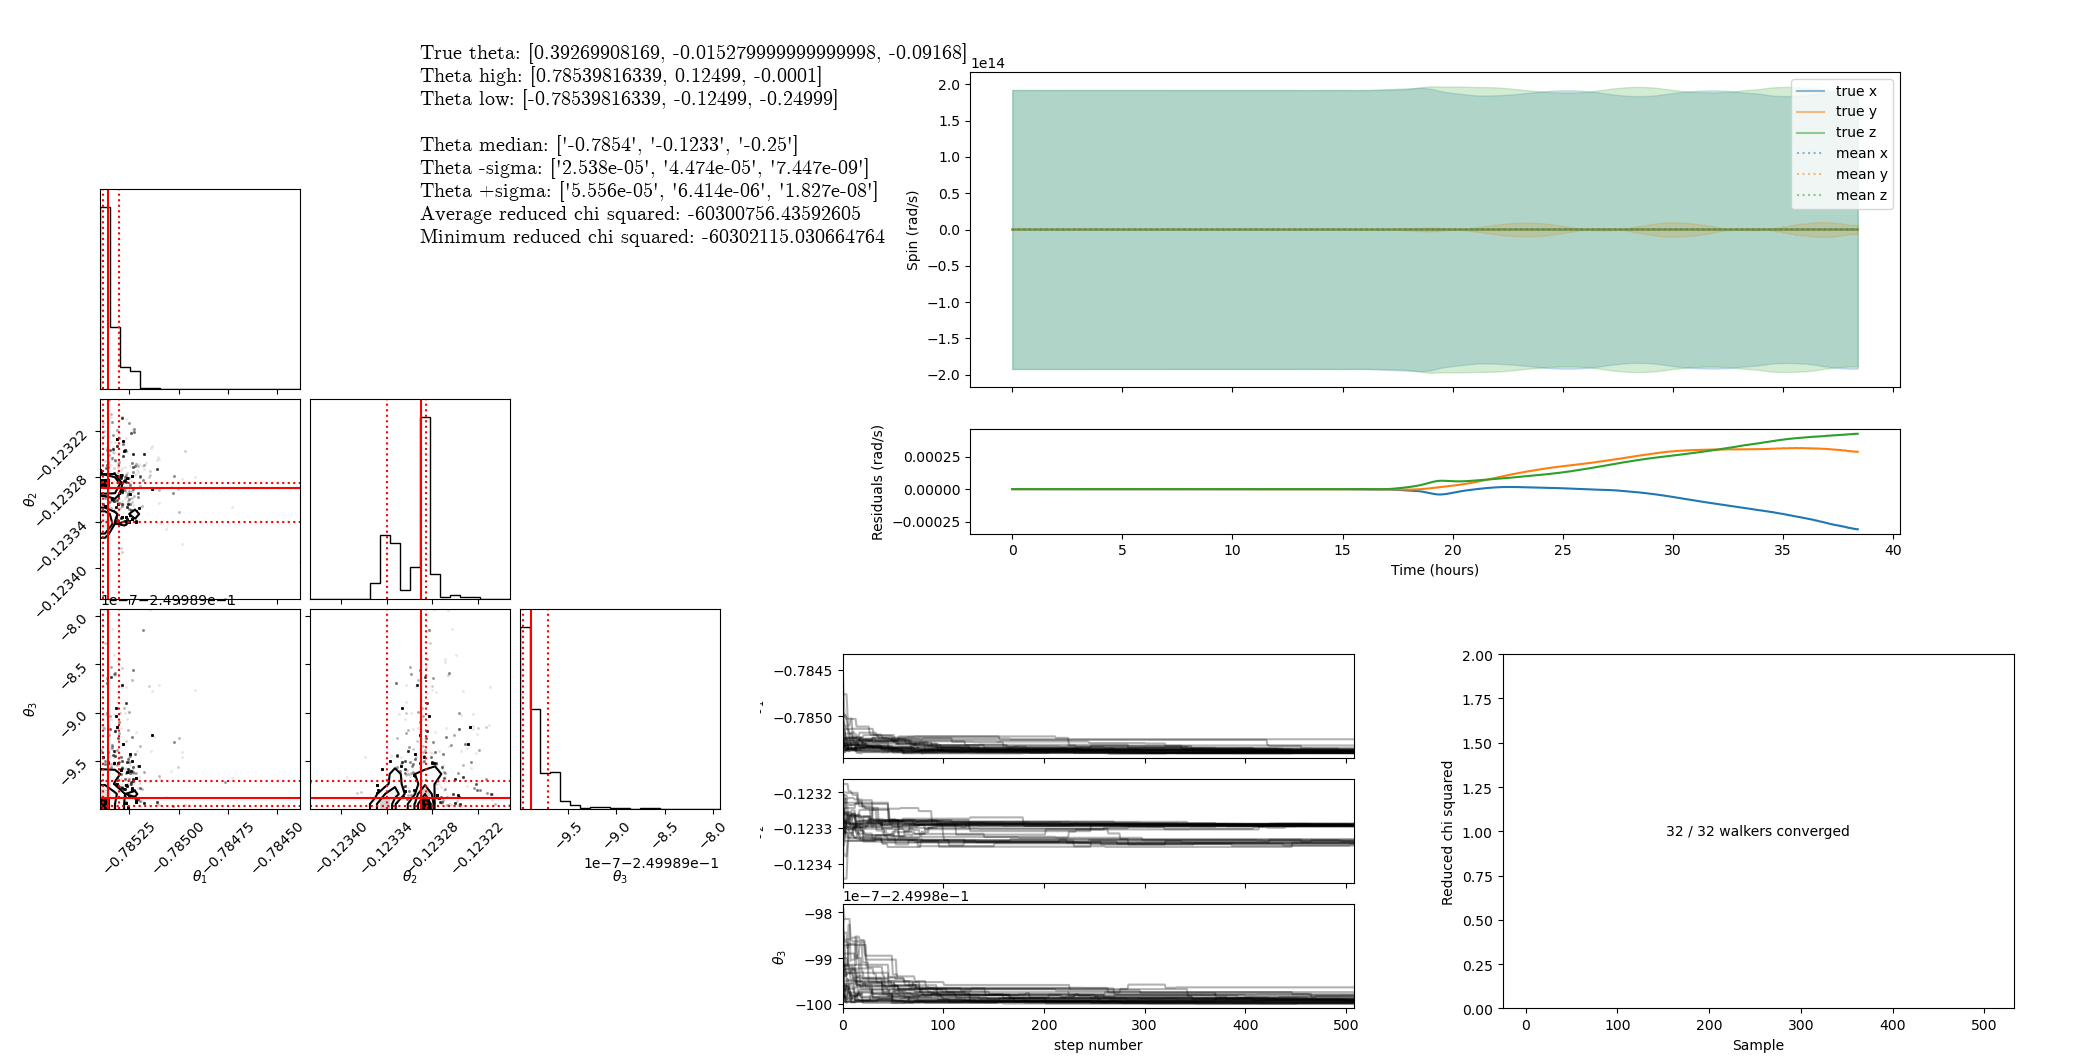 True theta: [0.39269908169, -0.015279999999999998, -0.09168]
Theta high: [0.78539816339, 0.12499, -0.0001]
Theta low: [-0.78539816339, -0.12499, -0.24999]
Theta median: ['-0.7854', '-0.1233', '-0.25']
Theta -sigma: ['2.538e-05', '4.474e-05', '7.447e-09']
Theta +sigma: ['5.556e-05', '6.414e-06', '1.827e-08']
Average reduced chi squared: -60300756.43592605
Minimum reduced chi squared: -60302115.030664764
1e14
2.0
1.5
1.0
0.5
0.0
−0.5
−1.0
−1.5
−2.0
Spin (rad/s)
true x
true y
true z
mean x
mean y
mean z
0.00025
0.00000
−0.00025
Residuals (rad/s)
0 5 10 15 20 25 30 35 40
Time (hours)
θ2
−0.12322
−0.12328
−0.12334
−0.12340
1e−7−2.49989e−1
θ3
−8.0
−8.5
−9.0
−9.5
−0.78525 −0.78500 −0.78475 −0.78450
θ1
−0.12340 −0.12334 −0.12328 −0.12322
θ2
−9.5 −9.0 −8.5 −8.0
1e−7−2.49989e−1
θ3
−0.7845
−0.7850
−0.1232
−0.1233
−0.1234
1e−7−2.4998e−1
−98
−99
−100
θ3
0 100 200 300 400 500
step number
2.00
1.75
1.50
1.25
1.00
0.75
0.50
0.25
0.00
Reduced chi squared
32 / 32 walkers converged
0 100 200 300 400 500
Sample